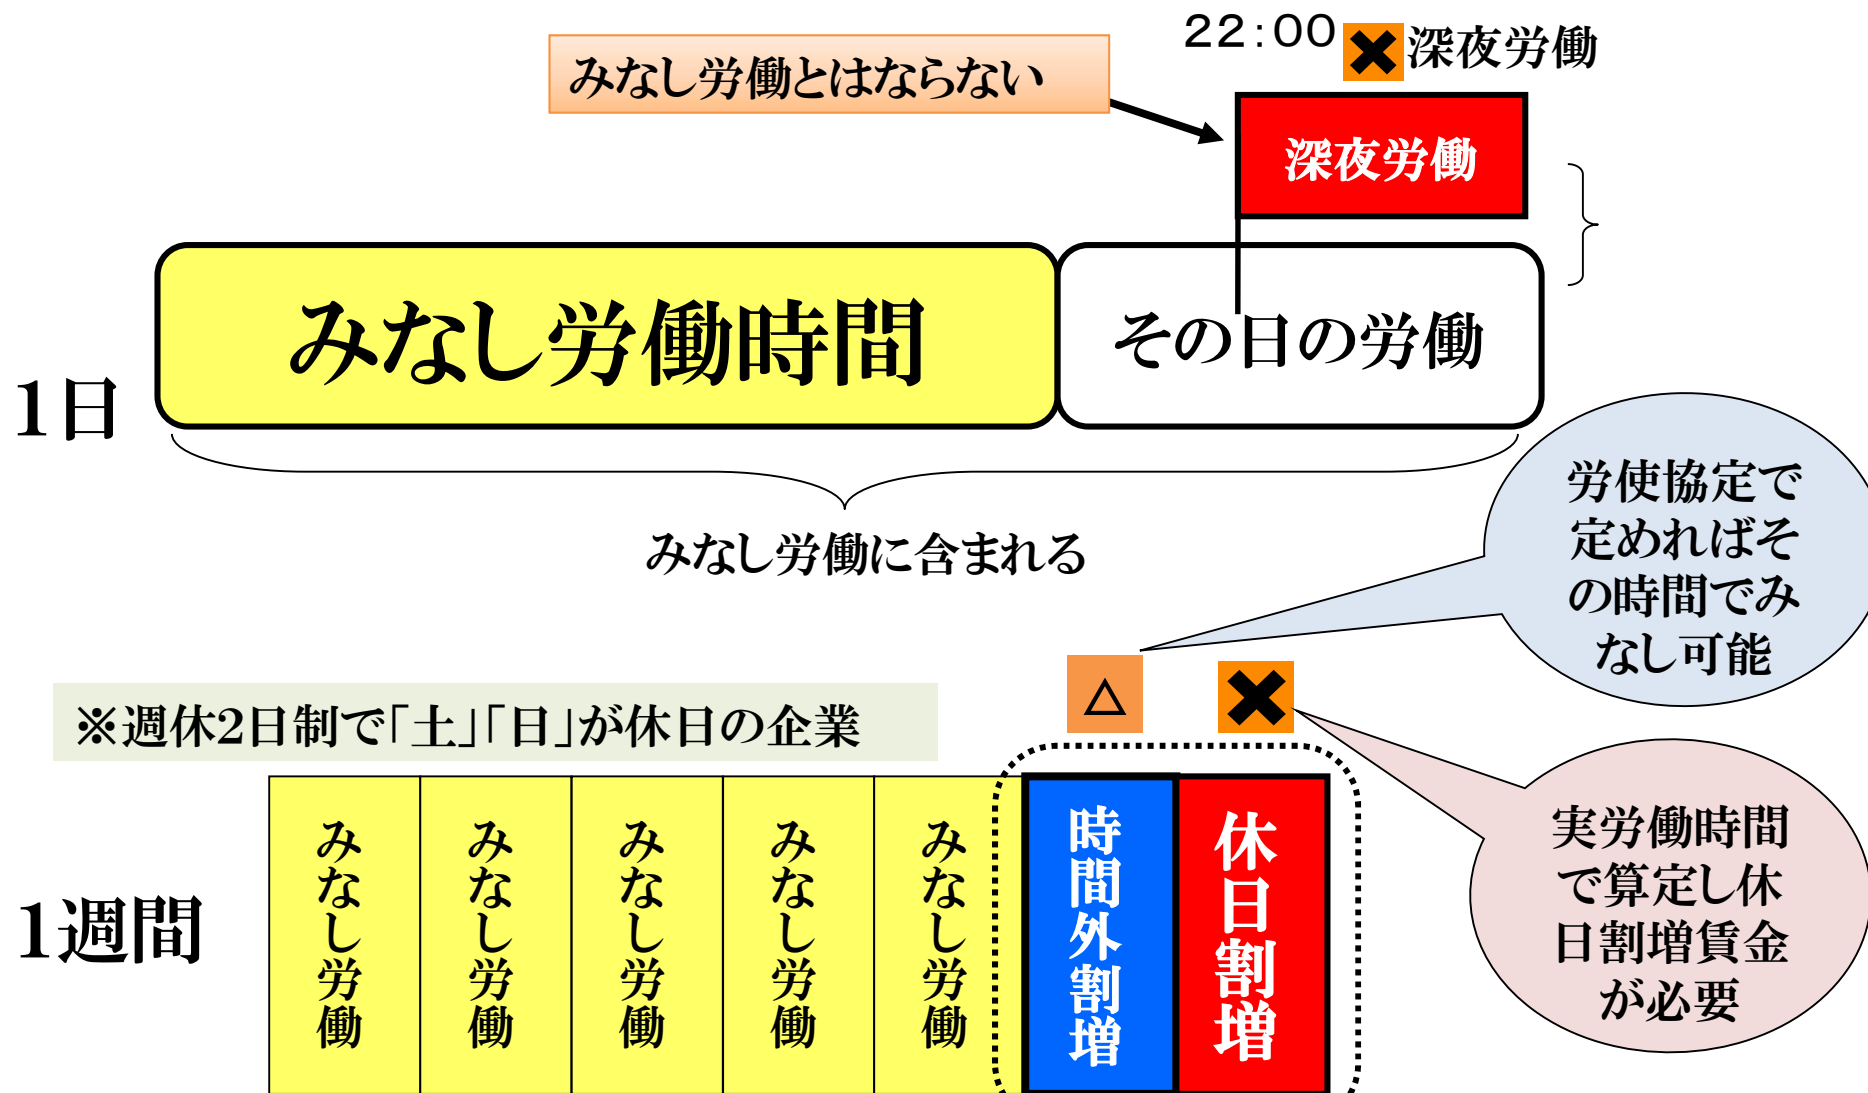 22:00
✖深夜労働
みなし労働とはならない
深夜労働
みなし労働時間
その日の労働
1日
みなし労働に含まれる
労使協定で
定めればそ
の時間でみ
なし可能
△
✖
※週休2日制で「土」「日」が休日の企業
実労働時間
で算定し休
日割増賃金
が必要
1週間
みなし労働
みなし労働
みなし労働
みなし労働
みなし労働
時間外割増
休日割増